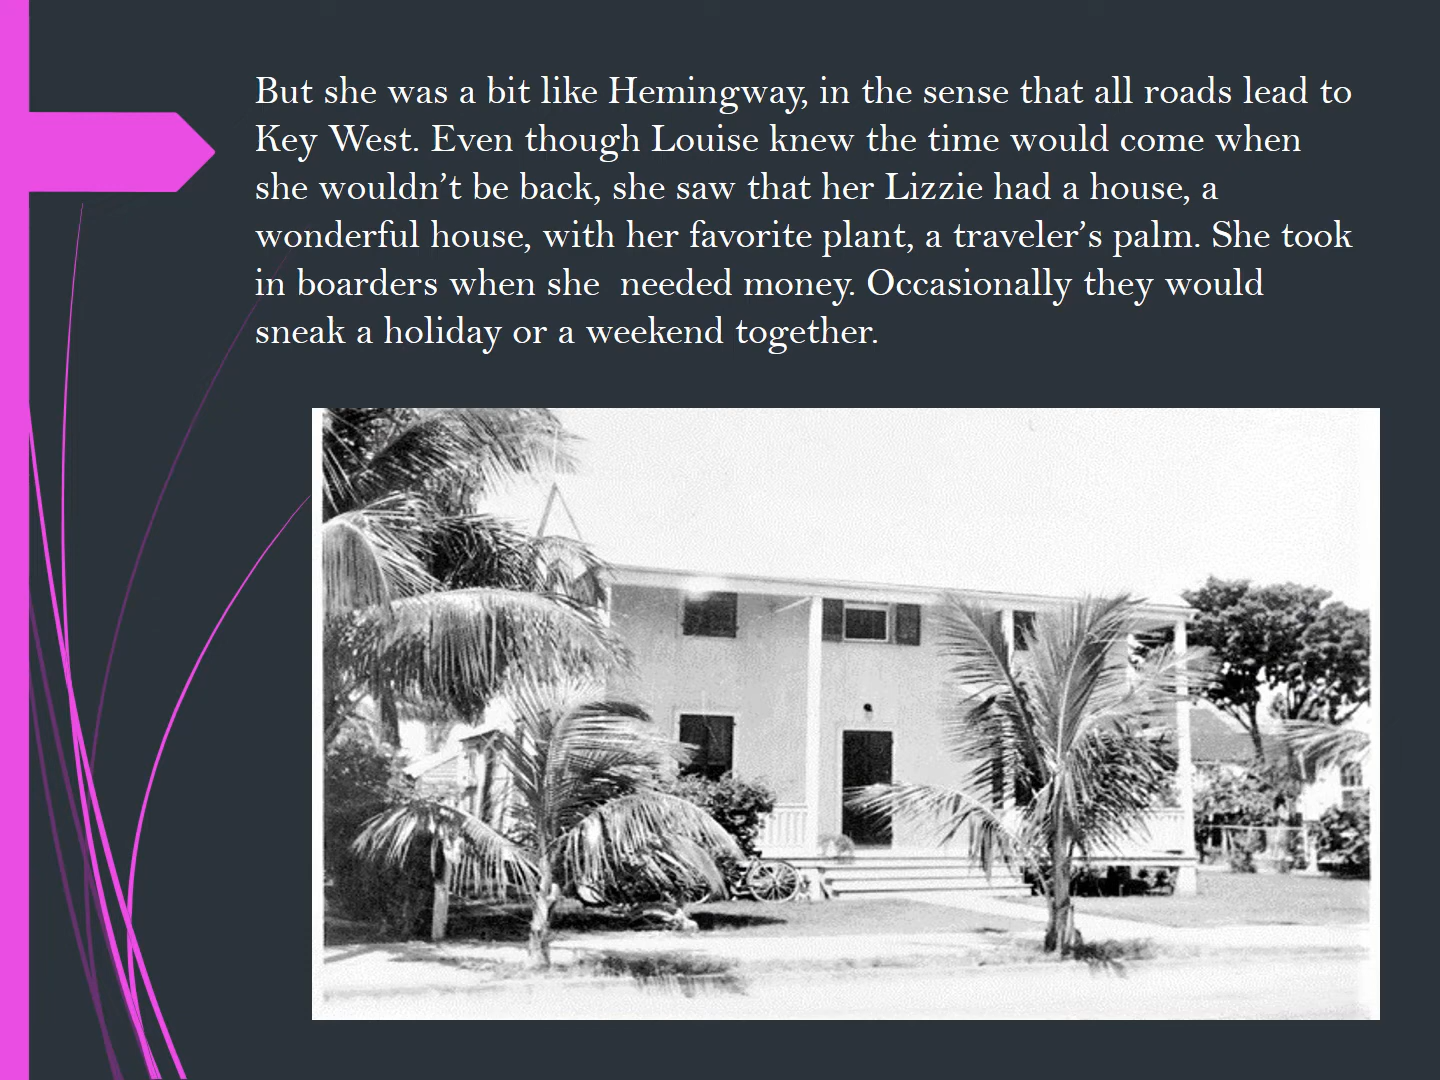 But she was a bit like Hemingway, in the sense that all roads lead to
Key West. Even though Louise knew the time would come when
she wouldn’t be back, she saw that her Lizzie had a house, a
wonderful house, with her favorite plant, a traveler’s palm. She took
in boarders when she  needed money. Occasionally they would
sneak a holiday or a weekend together.